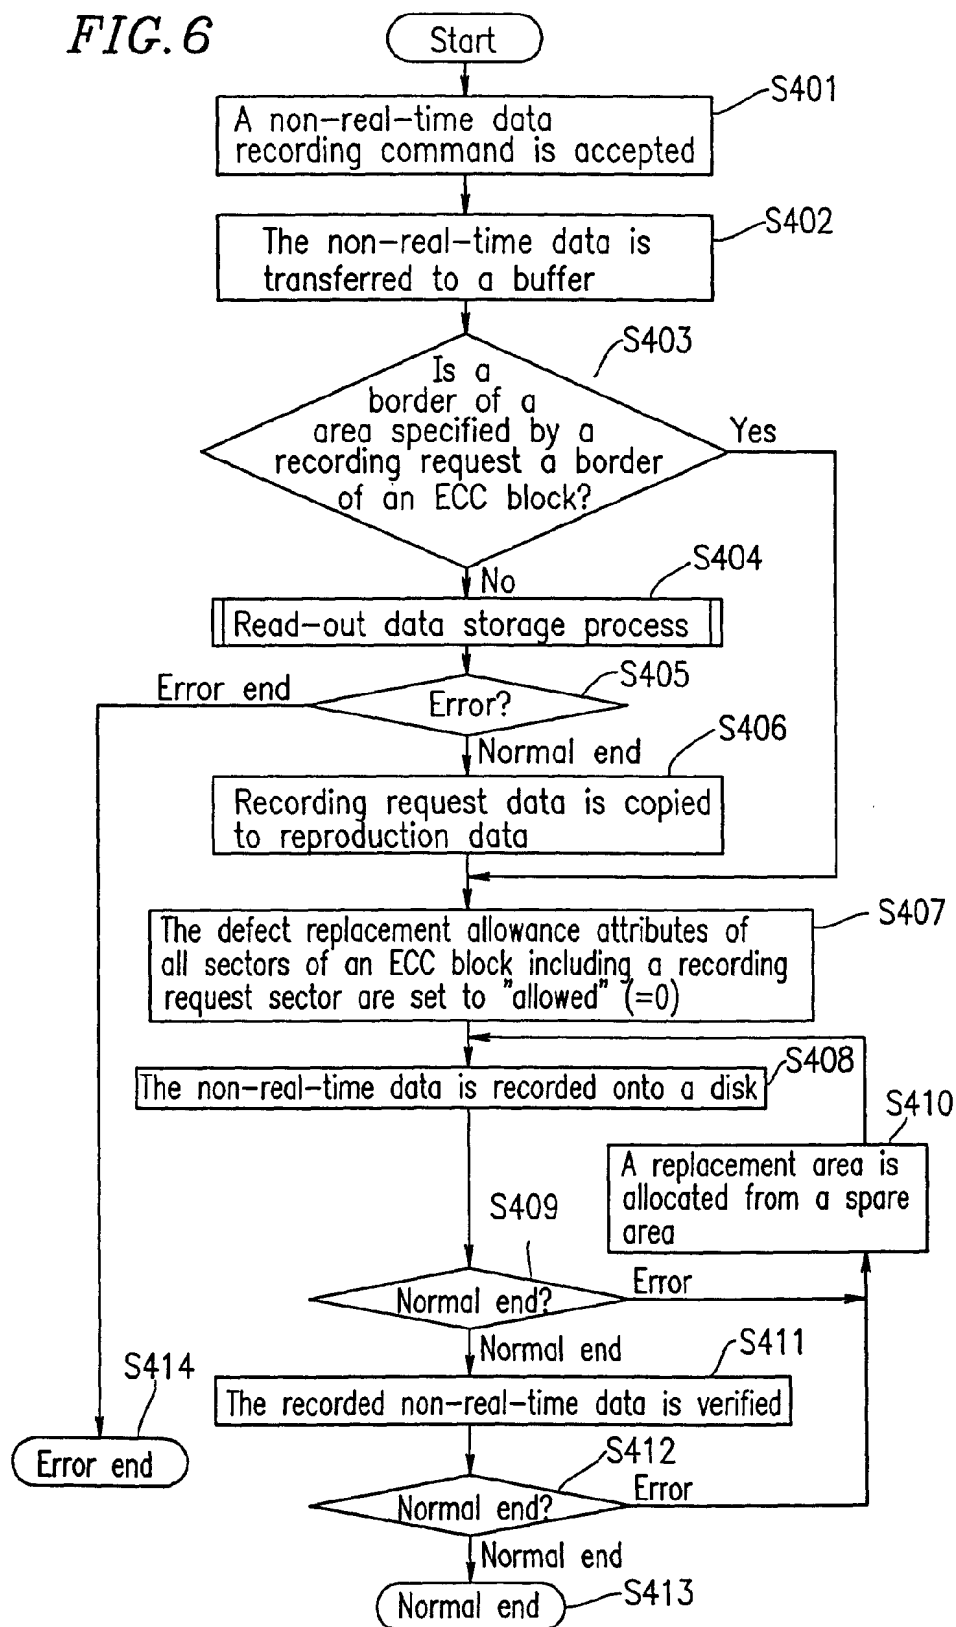 FIG. 6
Start
S401
A non-real-time data
recording command is accepted
S402
The non-real-time data is
transferred to a buffer
S403
Is a
border of a
area specified by a
recording request a border
of an ECC block?
Yes
No
S404
Read-out data storage process
S405
Error end
Error?
Normal end
S406
Recording request data is copied
to reproduction data
S407
The defect replacement allowance attributes of
all sectors of an ECC block including a recording
request sector are set to "allowed" (=0)
S408
The non-real-time data is recorded onto a disk
S410
A replacement area is
allocated from a spare
area
S409
Normal end?
Error
Normal end
S411
The recorded non-real-time data is verified
S414
Error end
S412
Normal end?
Error
Normal end
Normal end
S413